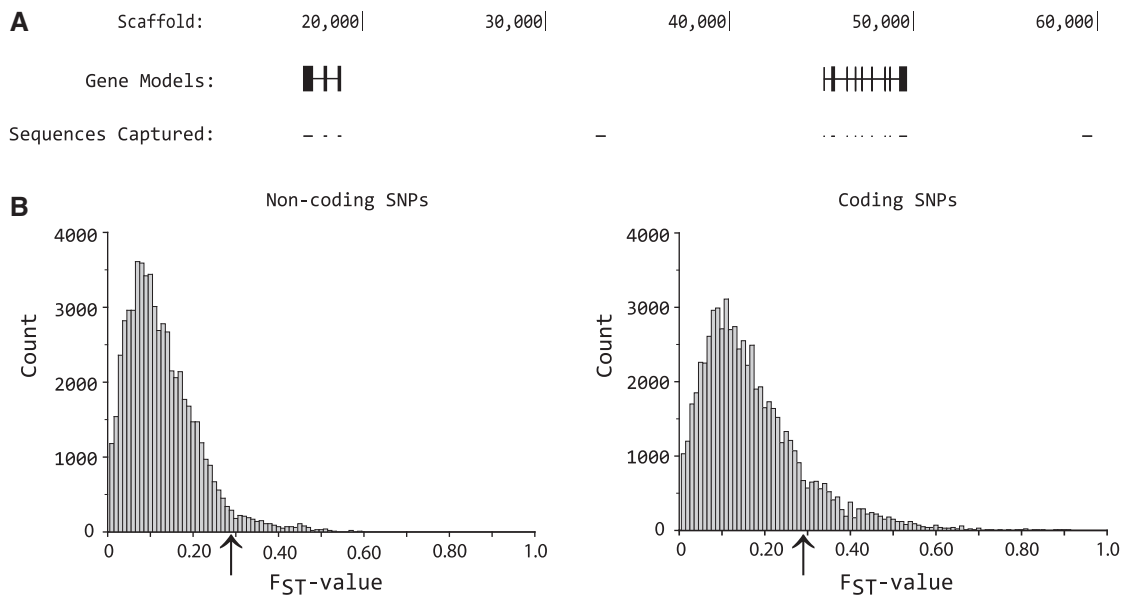 A
Scaffold: 20,000| 30,000| 40,000| 50,000| 60,000|
Gene Models:
Sequences Captured:
B
Non-coding SNPs
4000
3000
2000
1000
0
Count
0 0.20 0.40 0.60 0.80 1.0
FST-value
Coding SNPs
4000
3000
2000
1000
0
Count
0 0.20 0.40 0.60 0.80 1.0
FST-value